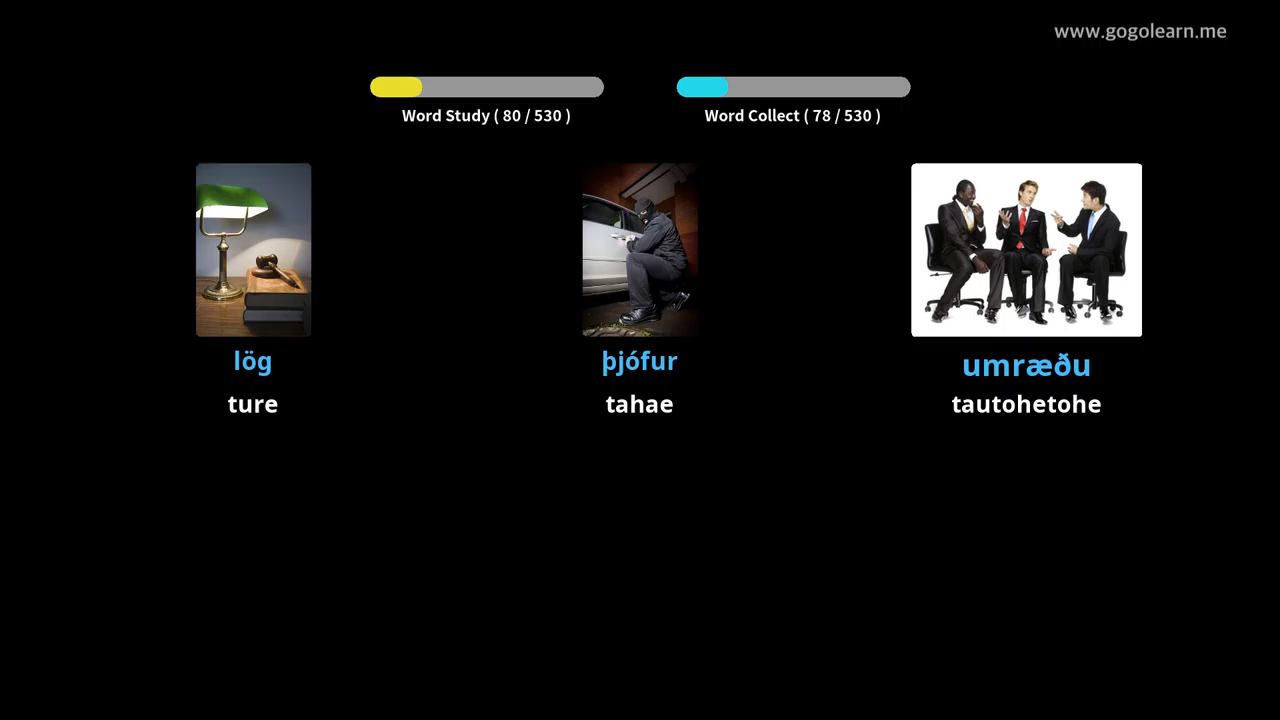 www.gogolearn.me
Word Study ( 80 / 530 )
Word Collect ( 78 / 530 )
lög
þjófur
umræðu
ture
tahae
tautohetohe